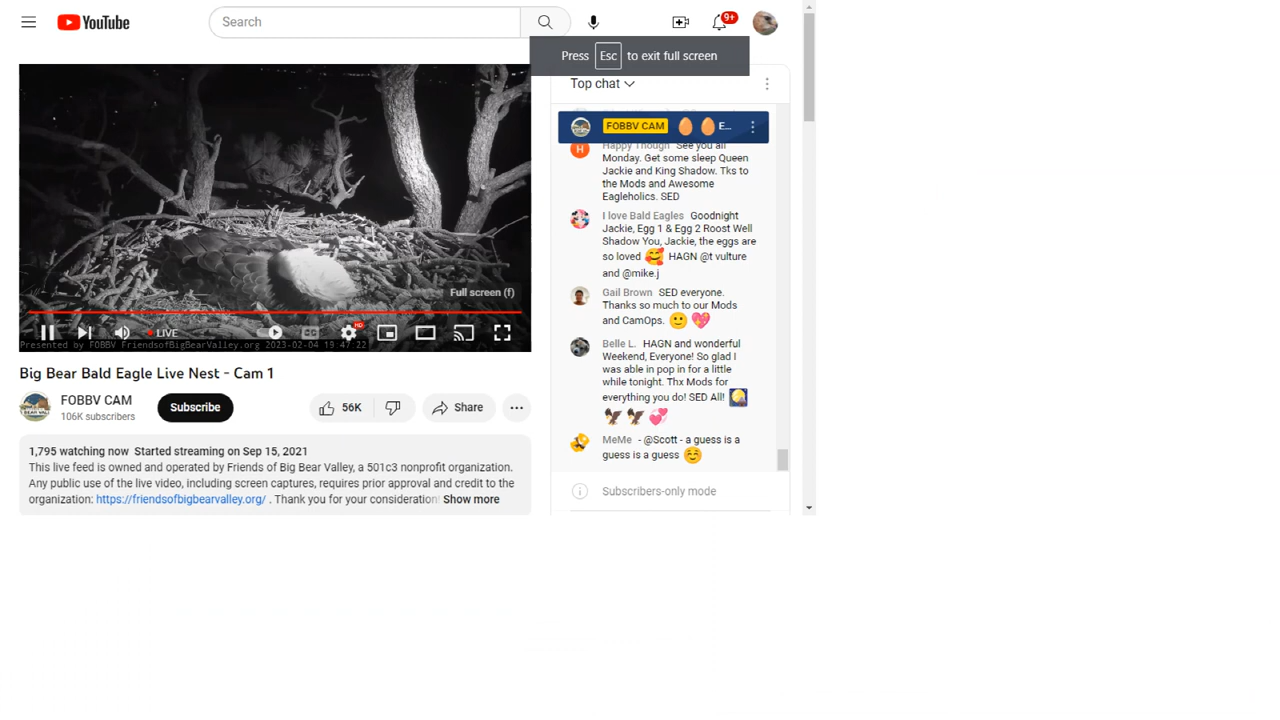 YouTube
Search
9+
Press Esc to exit full screen
Top chat
FOBBV CAM E...
Happy Though See you all
Monday. Get some sleep Queen
Jackie and King Shadow. Tks to
the Mods and Awesome
Eagleholics. SED
I love Bald Eagles Goodnight
Jackie, Egg 1 & Egg 2 Roost Well
Shadow You, Jackie, the eggs are
so loved 🥰 HAGN @t vulture
and @mike.j
Gail Brown SED everyone.
Thanks so much to our Mods
and CamOps. 🙂 💖
Belle L. HAGN and wonderful
Weekend, Everyone! So glad I
was able in pop in for a little
while tonight. Thx Mods for
everything you do! SED All!
MeMe - @Scott - a guess is a
guess is a guess ☺️
Subscribers-only mode
Full screen (f)
LIVE
HD
Presented by FOBBV FriendsofBigBearValley.org 2023-02-04 19:47:22
Big Bear Bald Eagle Live Nest - Cam 1
FOBBV CAM
106K subscribers
Subscribe
56K
Share
1,795 watching now Started streaming on Sep 15, 2021
This live feed is owned and operated by Friends of Big Bear Valley, a 501c3 nonprofit organization.
Any public use of the live video, including screen captures, requires prior approval and credit to the
organization: https://friendsofbigbearvalley.org/ . Thank you for your consideration! Show more